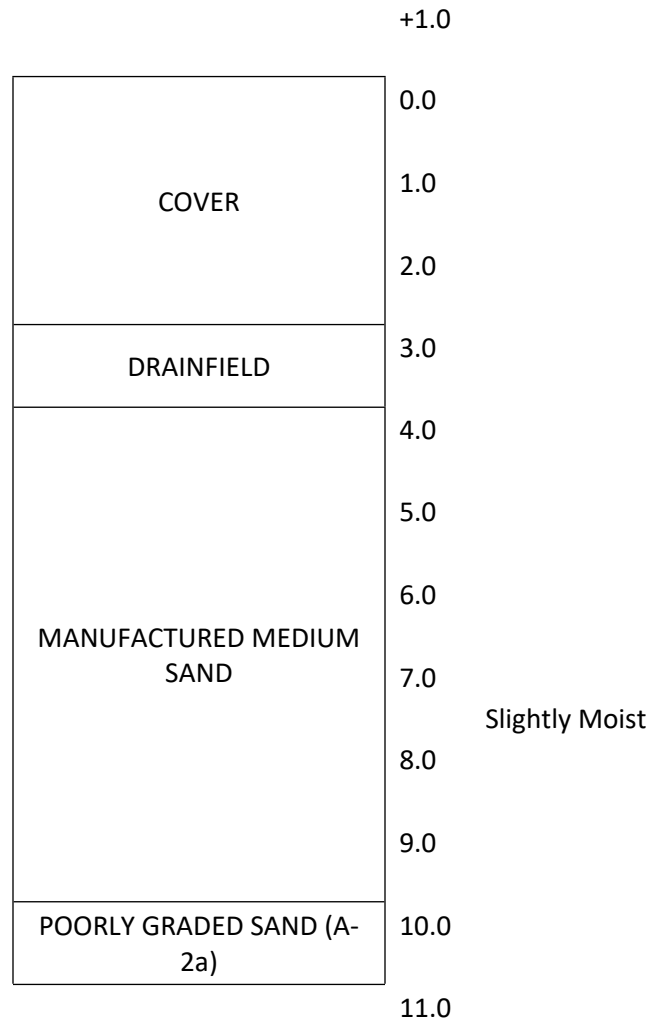 +1.0
0.0
1.0
COVER
2.0
3.0
DRAINFIELD
4.0
5.0
6.0
MANUFACTURED MEDIUM
SAND
7.0
Slightly Moist
8.0
9.0
POORLY GRADED SAND (A-
2a)
10.0
11.0